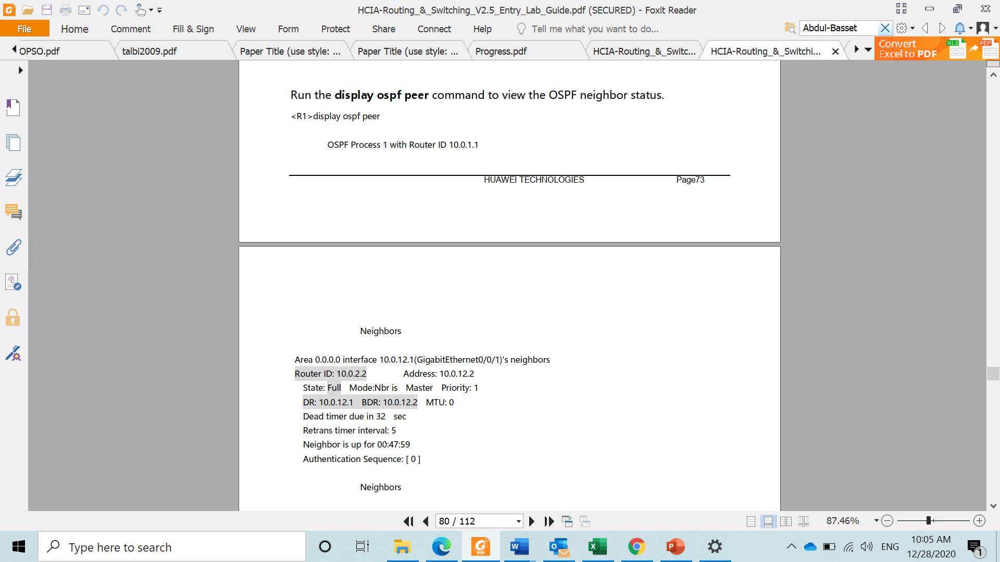 HCIA-Routing_&_Switching_V2.5_Entry_Lab_Guide.pdf (SECURED) - Foxit Reader
File Home Comment Fill & Sign View Form Protect Share Connect Help Tell me what you want to do... Abdul-Basset
OPSO.pdf talbi2009.pdf Paper Title (use style: ... Paper Title (use style: ... Progress.pdf HCIA-Routing_&_Switc... HCIA-Routing_&_Switchi...
Convert XLS PDF
Excel to PDF
Run the display ospf peer command to view the OSPF neighbor status.
<R1>display ospf peer
OSPF Process 1 with Router ID 10.0.1.1
HUAWEI TECHNOLOGIES Page73
Neighbors
Area 0.0.0.0 interface 10.0.12.1(GigabitEthernet0/0/1)'s neighbors
Router ID: 10.0.2.2 Address: 10.0.12.2
State: Full Mode:Nbr is Master Priority: 1
DR: 10.0.12.1 BDR: 10.0.12.2 MTU: 0
Dead timer due in 32 sec
Retrans timer interval: 5
Neighbor is up for 00:47:59
Authentication Sequence: [ 0 ]
Neighbors
80 / 112 87.46%
Type here to search
ENG
10:05 AM
12/28/2020
1